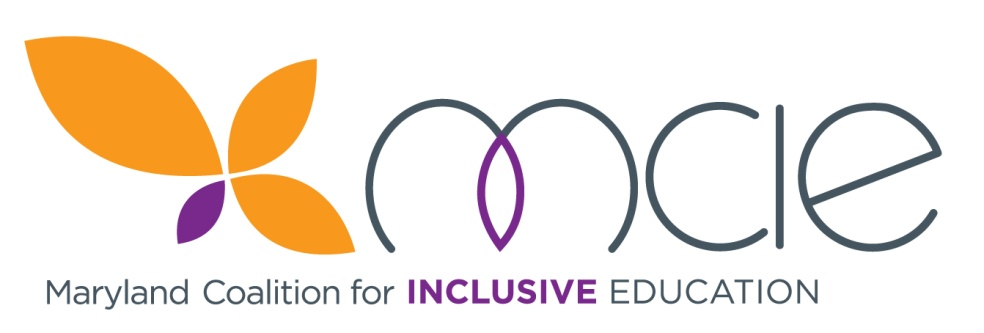 mcie
Maryland Coalition for INCLUSIVE EDUCATION